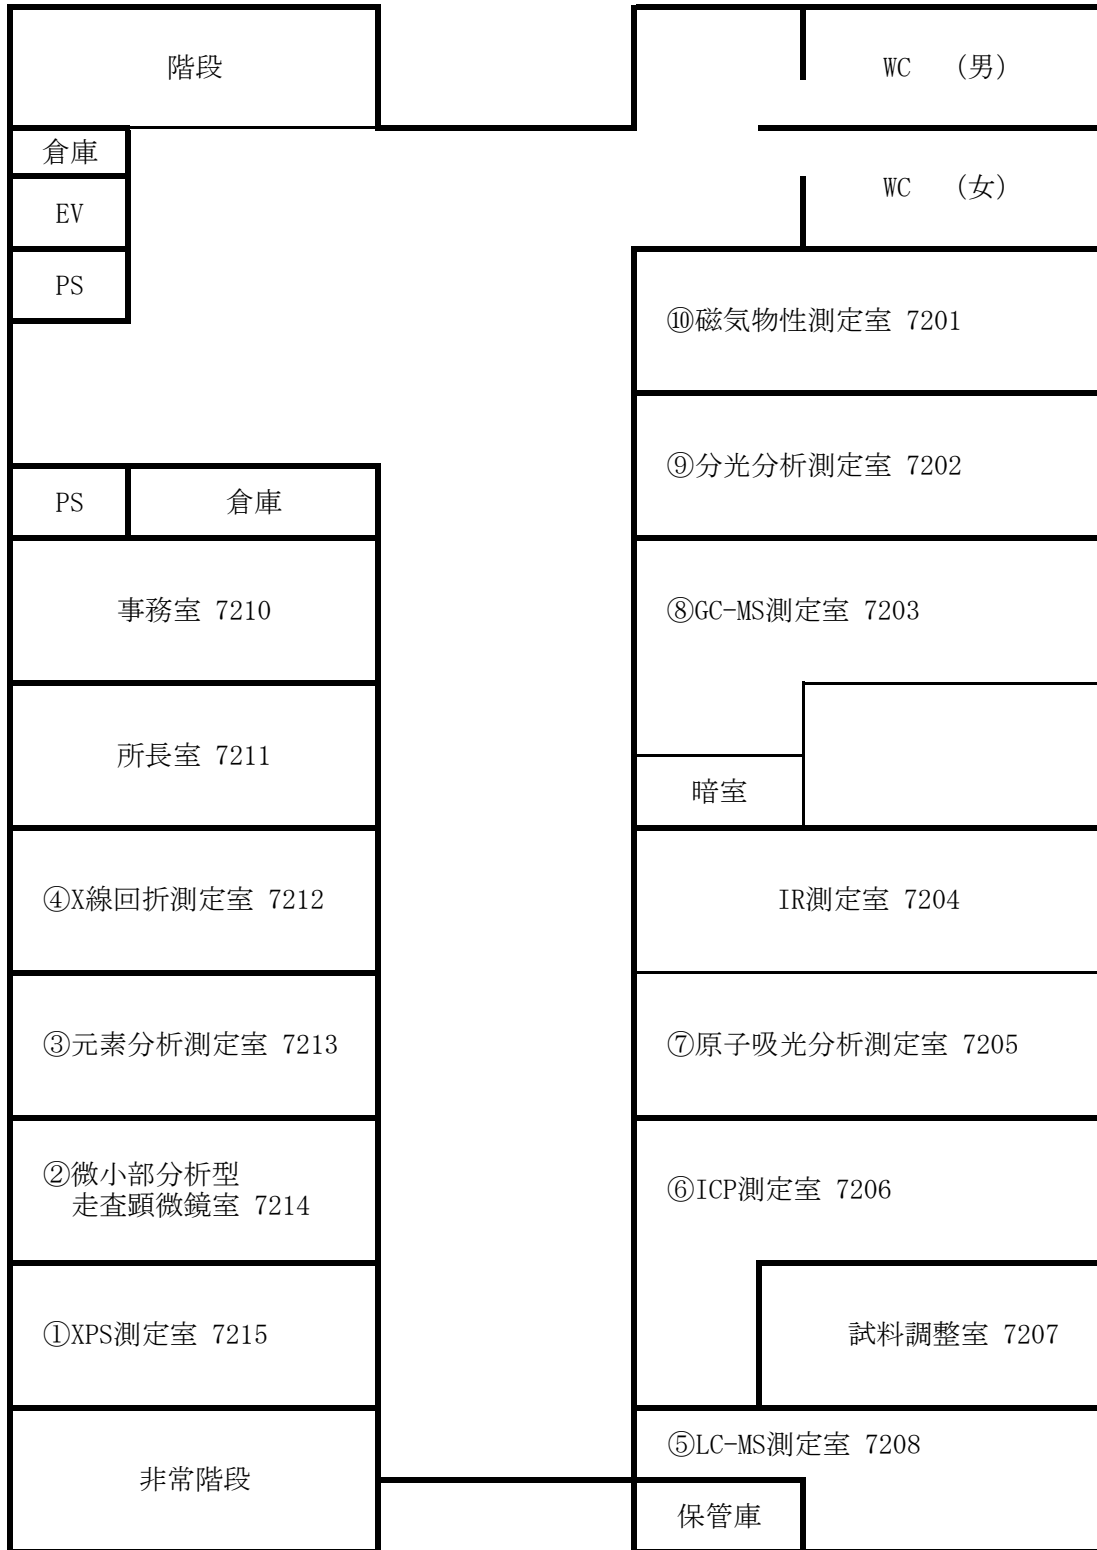 階段
WC （男）
倉庫
EV
WC （女）
PS
⑩磁気物性測定室 7201
⑨分光分析測定室 7202
PS
倉庫
事務室 7210
⑧GC-MS測定室 7203
所長室 7211
暗室
④X線回折測定室 7212
IR測定室 7204
③元素分析測定室 7213
⑦原子吸光分析測定室 7205
②微小部分析型
走査顕微鏡室 7214
⑥ICP測定室 7206
①XPS測定室 7215
試料調整室 7207
⑤LC-MS測定室 7208
非常階段
保管庫